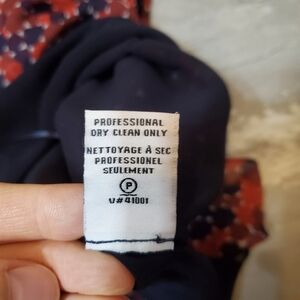 PROFESSIONAL
DRY CLEAN ONLY
NETTOYAGE À SEC
PROFESSIONEL
SEULEMENT
P
V#41001